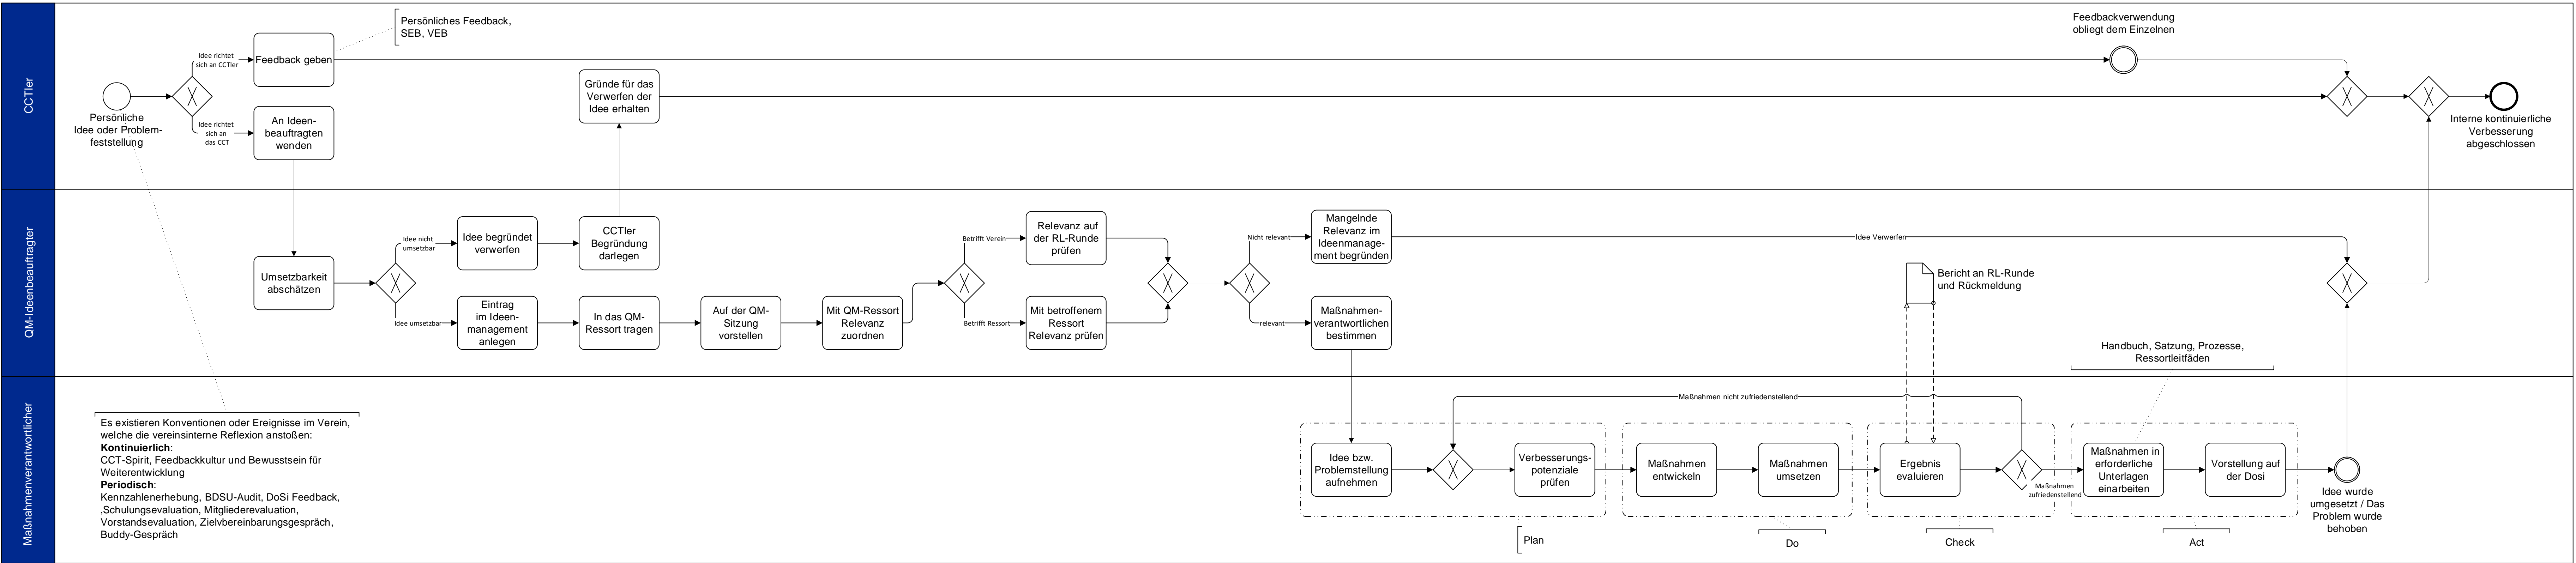 CCTler
Persönliche
Idee oder Problem-
feststellung
Idee richtet
sich an CCTler
Idee richtet
sich an
das CCT
Feedback geben
An Ideen-
beauftragten
wenden
Persönliches Feedback,
SEB, VEB
Gründe für das
Verwerfen der
Idee erhalten
Feedbackverwendung
obliegt dem Einzelnen
Interne kontinuierliche
Verbesserung
abgeschlossen
QM-Ideenbeauftragter
Umsetzbarkeit
abschätzen
Idee nicht
umsetzbar
Idee umsetzbar
Idee begründet
verwerfen
CCTler
Begründung
darlegen
Eintrag
im Ideen-
management
anlegen
In das QM-
Ressort tragen
Auf der QM-
Sitzung
vorstellen
Mit QM-Ressort
Relevanz
zuordnen
Betrifft Verein
Betrifft Ressort
Relevanz auf
der RL-Runde
prüfen
Mit betroffenem
Ressort
Relevanz prüfen
Nicht relevant
relevant
Mangelnde
Relevanz im
Ideenmanage-
ment begründen
Maßnahmen-
verantwortlichen
bestimmen
Idee Verwerfen
Bericht an RL-Runde
und Rückmeldung
Handbuch, Satzung, Prozesse,
Ressortleitfäden
Maßnahmenverantwortlicher
Es existieren Konventionen oder Ereignisse im Verein,
welche die vereinsinterne Reflexion anstoßen:
Kontinuierlich:
CCT-Spirit, Feedbackkultur und Bewusstsein für
Weiterentwicklung
Periodisch:
Kennzahlenerhebung, BDSU-Audit, DoSi Feedback,
,Schulungsevaluation, Mitgliederevaluation,
Vorstandsevaluation, Zielvbereinbarungsgespräch,
Buddy-Gespräch
Maßnahmen nicht zufriedenstellend
Idee bzw.
Problemstellung
aufnehmen
Verbesserungs-
potenziale
prüfen
Maßnahmen
entwickeln
Maßnahmen
umsetzen
Ergebnis
evaluieren
Maßnahmen
zufriedenstellend
Maßnahmen in
erforderliche
Unterlagen
einarbeiten
Vorstellung auf
der Dosi
Idee wurde
umgesetzt / Das
Problem wurde
behoben
Plan
Do
Check
Act